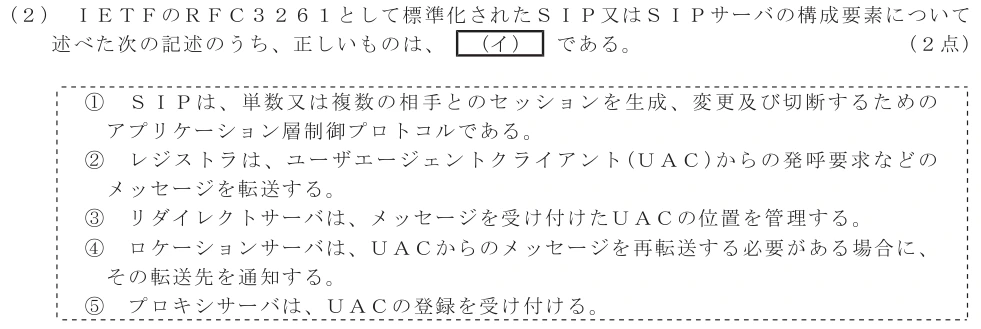 (2) ＩＥＴＦのＲＦＣ３２６１として標準化されたＳＩＰ又はＳＩＰサーバの構成要素について
述べた次の記述のうち、正しいものは、 (イ) である。 (２点)
① ＳＩＰは、単数又は複数の相手とのセッションを生成、変更及び切断するための
アプリケーション層制御プロトコルである。
② レジストラは、ユーザエージェントクライアント(ＵＡＣ)からの発呼要求などの
メッセージを転送する。
③ リダイレクトサーバは、メッセージを受け付けたＵＡＣの位置を管理する。
④ ロケーションサーバは、ＵＡＣからのメッセージを再転送する必要がある場合に、
その転送先を通知する。
⑤ プロキシサーバは、ＵＡＣの登録を受け付ける。